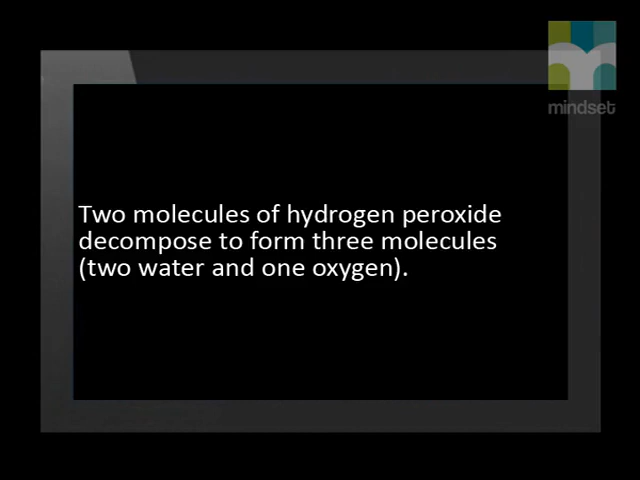 mindset
Two molecules of hydrogen peroxide
decompose to form three molecules
(two water and one oxygen).